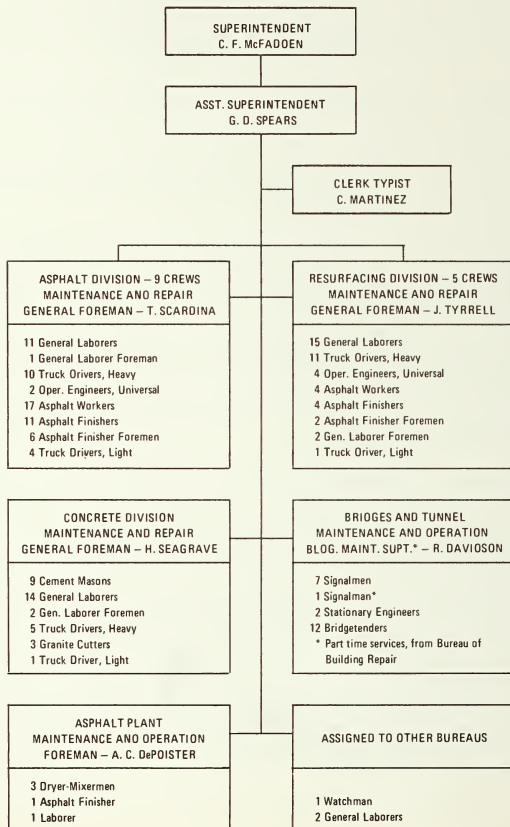 SUPERINTENDENT
C. F. McFADOEN
ASST. SUPERINTENDENT
G. D. SPEARS
CLERK TYPIST
C. MARTINEZ
ASPHALT DIVISION – 9 CREWS
MAINTENANCE ANO REPAIR
GENERAL FOREMAN – T. SCARDINA
11 General Laborers
1 General Laborer Foreman
10 Truck Orivers, Heavy
2 Oper. Engineers, Universal
17 Asphalt Workers
11 Asphalt Finishers
6 Asphalt Finisher Foremen
4 Truck Drivers, Light
RESURFACING DIVISION – 5 CREWS
MAINTENANCE AND REPAIR
GENERAL FOREMAN – J. TYRRELL
15 General Laborers
11 Truck Orivers, Heavy
4 Oper. Engineers, Universal
4 Asphalt Workers
4 Asphalt Finishers
2 Asphalt Finisher Foremen
2 Gen. Laborer Foremen
1 Truck Oriver, Light
CONCRETE DIVISION
MAINTENANCE AND REPAIR
GENERAL FOREMAN – H. SEAGRAVE
9 Cement Masons
14 General Laborers
2 Gen. Laborer Foremen
5 Truck Drivers, Heavy
3 Granite Cutters
1 Truck Driver, Light
BRIOGES AND TUNNEL
MAINTENANCE AND OPERATION
BLOG. MAINT. SUPT.* – R. DAVIOSON
7 Signalmen
1 Signalman*
2 Stationary Engineers
12 Bridgetenders
* Part time services, from Bureau of
Building Repair
ASPHALT PLANT
MAINTENANCE ANO OPERATION
FOREMAN – A. C. DePOISTER
3 Oryer-Mixermen
1 Asphalt Finisher
1 Laborer
ASSIGNED TO OTHER BUREAUS
1 Watchman
2 General Laborers